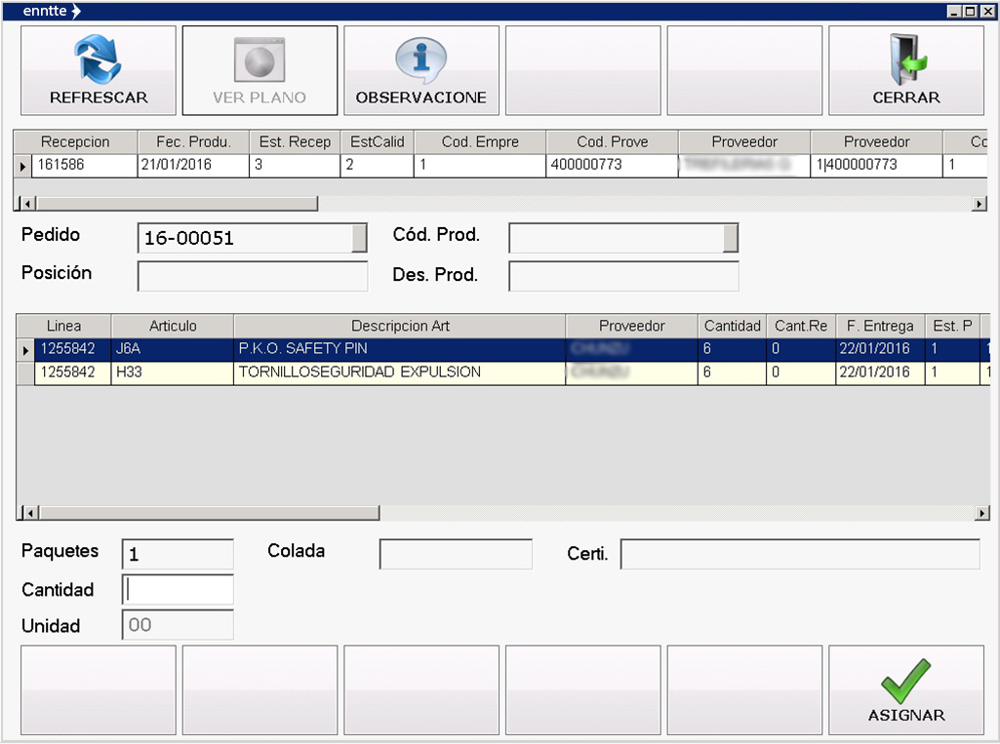 enntte
REFRESCAR VER PLANO OBSERVACIONE CERRAR
Recepcion Fec. Produ. Est. Recep EstCalid Cod. Empre Cod. Prove Proveedor Proveedor Co
161586 21/01/2016 3 2 1 400000773 1|400000773 1
Pedido 16-00051 Cód. Prod.
Posición Des. Prod.
Linea Articulo Descripcion Art Proveedor Cantidad Cant.Re F. Entrega Est. P
1255842 J6A P.K.O. SAFETY PIN 6 0 22/01/2016 1 1
1255842 H33 TORNILLOSEGURIDAD EXPULSION 6 0 22/01/2016 1 1
Paquetes 1 Colada Certi.
Cantidad
Unidad 00
ASIGNAR